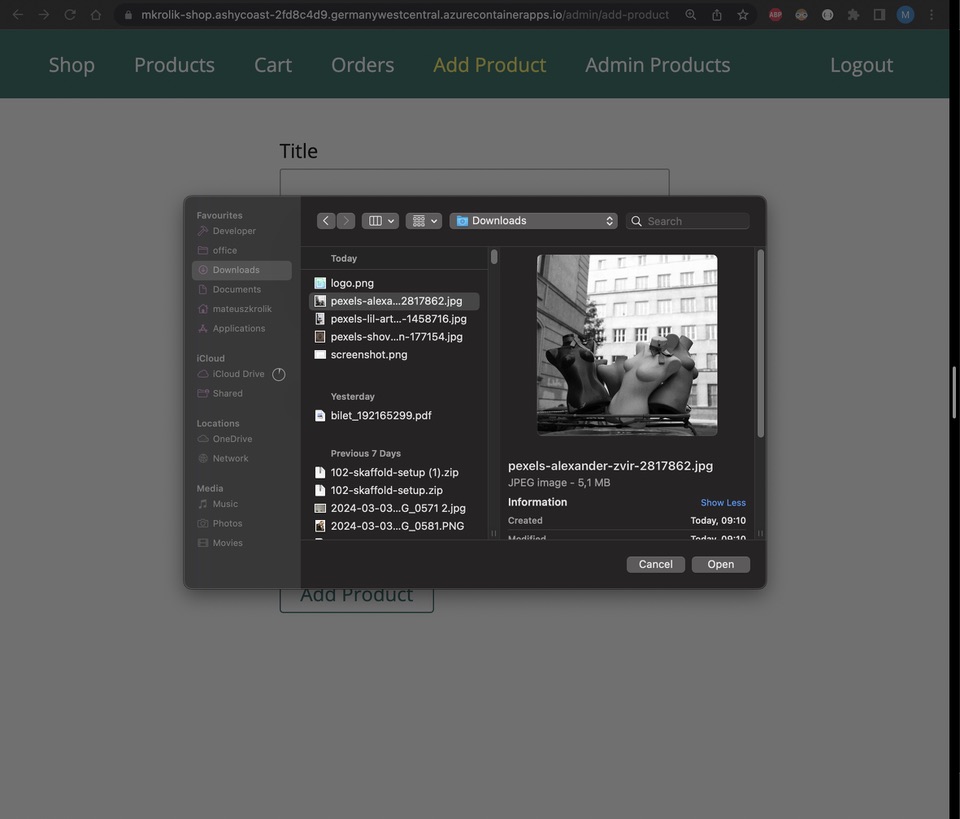 mkrolik-shop.ashycoast-2fd8c4d9.germanywestcentral.azurecontainerapps.io/admin/add-product
ABP
M
Shop Products Cart Orders Add Product Admin Products Logout
Title
Favourites
Developer
office
Downloads
Documents
mateuszkrolik
Applications
iCloud
iCloud Drive
Shared
Locations
OneDrive
Network
Media
Music
Photos
Movies
Downloads
Search
Today
logo.png
pexels-alexa...2817862.jpg
pexels-lil-art...-1458716.jpg
pexels-shov...n-177154.jpg
screenshot.png
Yesterday
bilet_192165299.pdf
Previous 7 Days
102-skaffold-setup (1).zip
102-skaffold-setup.zip
2024-03-03...G_0571 2.jpg
2024-03-03...G_0581.PNG
pexels-alexander-zvir-2817862.jpg
JPEG image - 5,1 MB
Information Show Less
Created Today, 09:10
Modified Today, 09:10
Cancel Open
Add Product